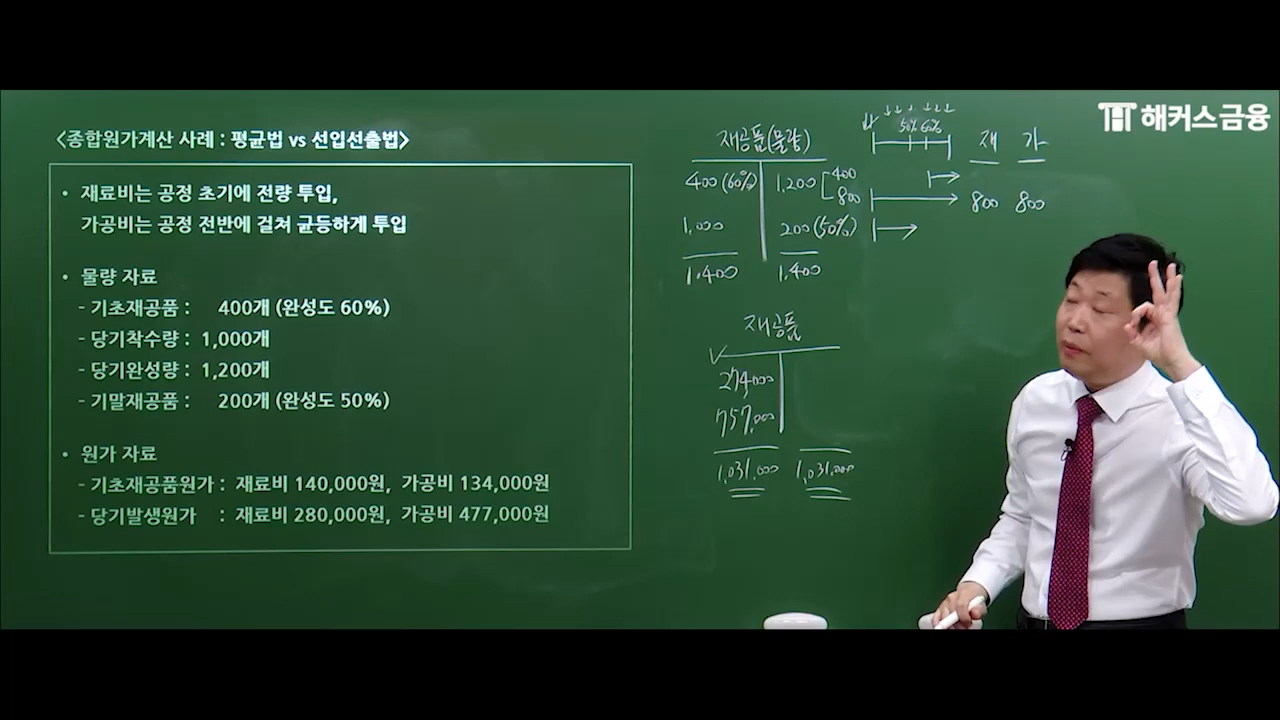 해커스금융
<종합원가계산 사례 : 평균법 vs 선입선출법>
• 재료비는 공정 초기에 전량 투입,
가공비는 공정 전반에 걸쳐 균등하게 투입
• 물량 자료
- 기초재공품 : 400개 (완성도 60%)
- 당기착수량 : 1,000개
- 당기완성량 : 1,200개
- 기말재공품 : 200개 (완성도 50%)
• 원가 자료
- 기초재공품원가 : 재료비 140,000원, 가공비 134,000원
- 당기발생원가 : 재료비 280,000원, 가공비 477,000원
재공품(물량)
50% 60%
재 가
400(60%) 1,200 400
800 800 800
1,000 200(50%)
1,400 1,400
재공품
274,000
757,000
1,031,000 1,031,000